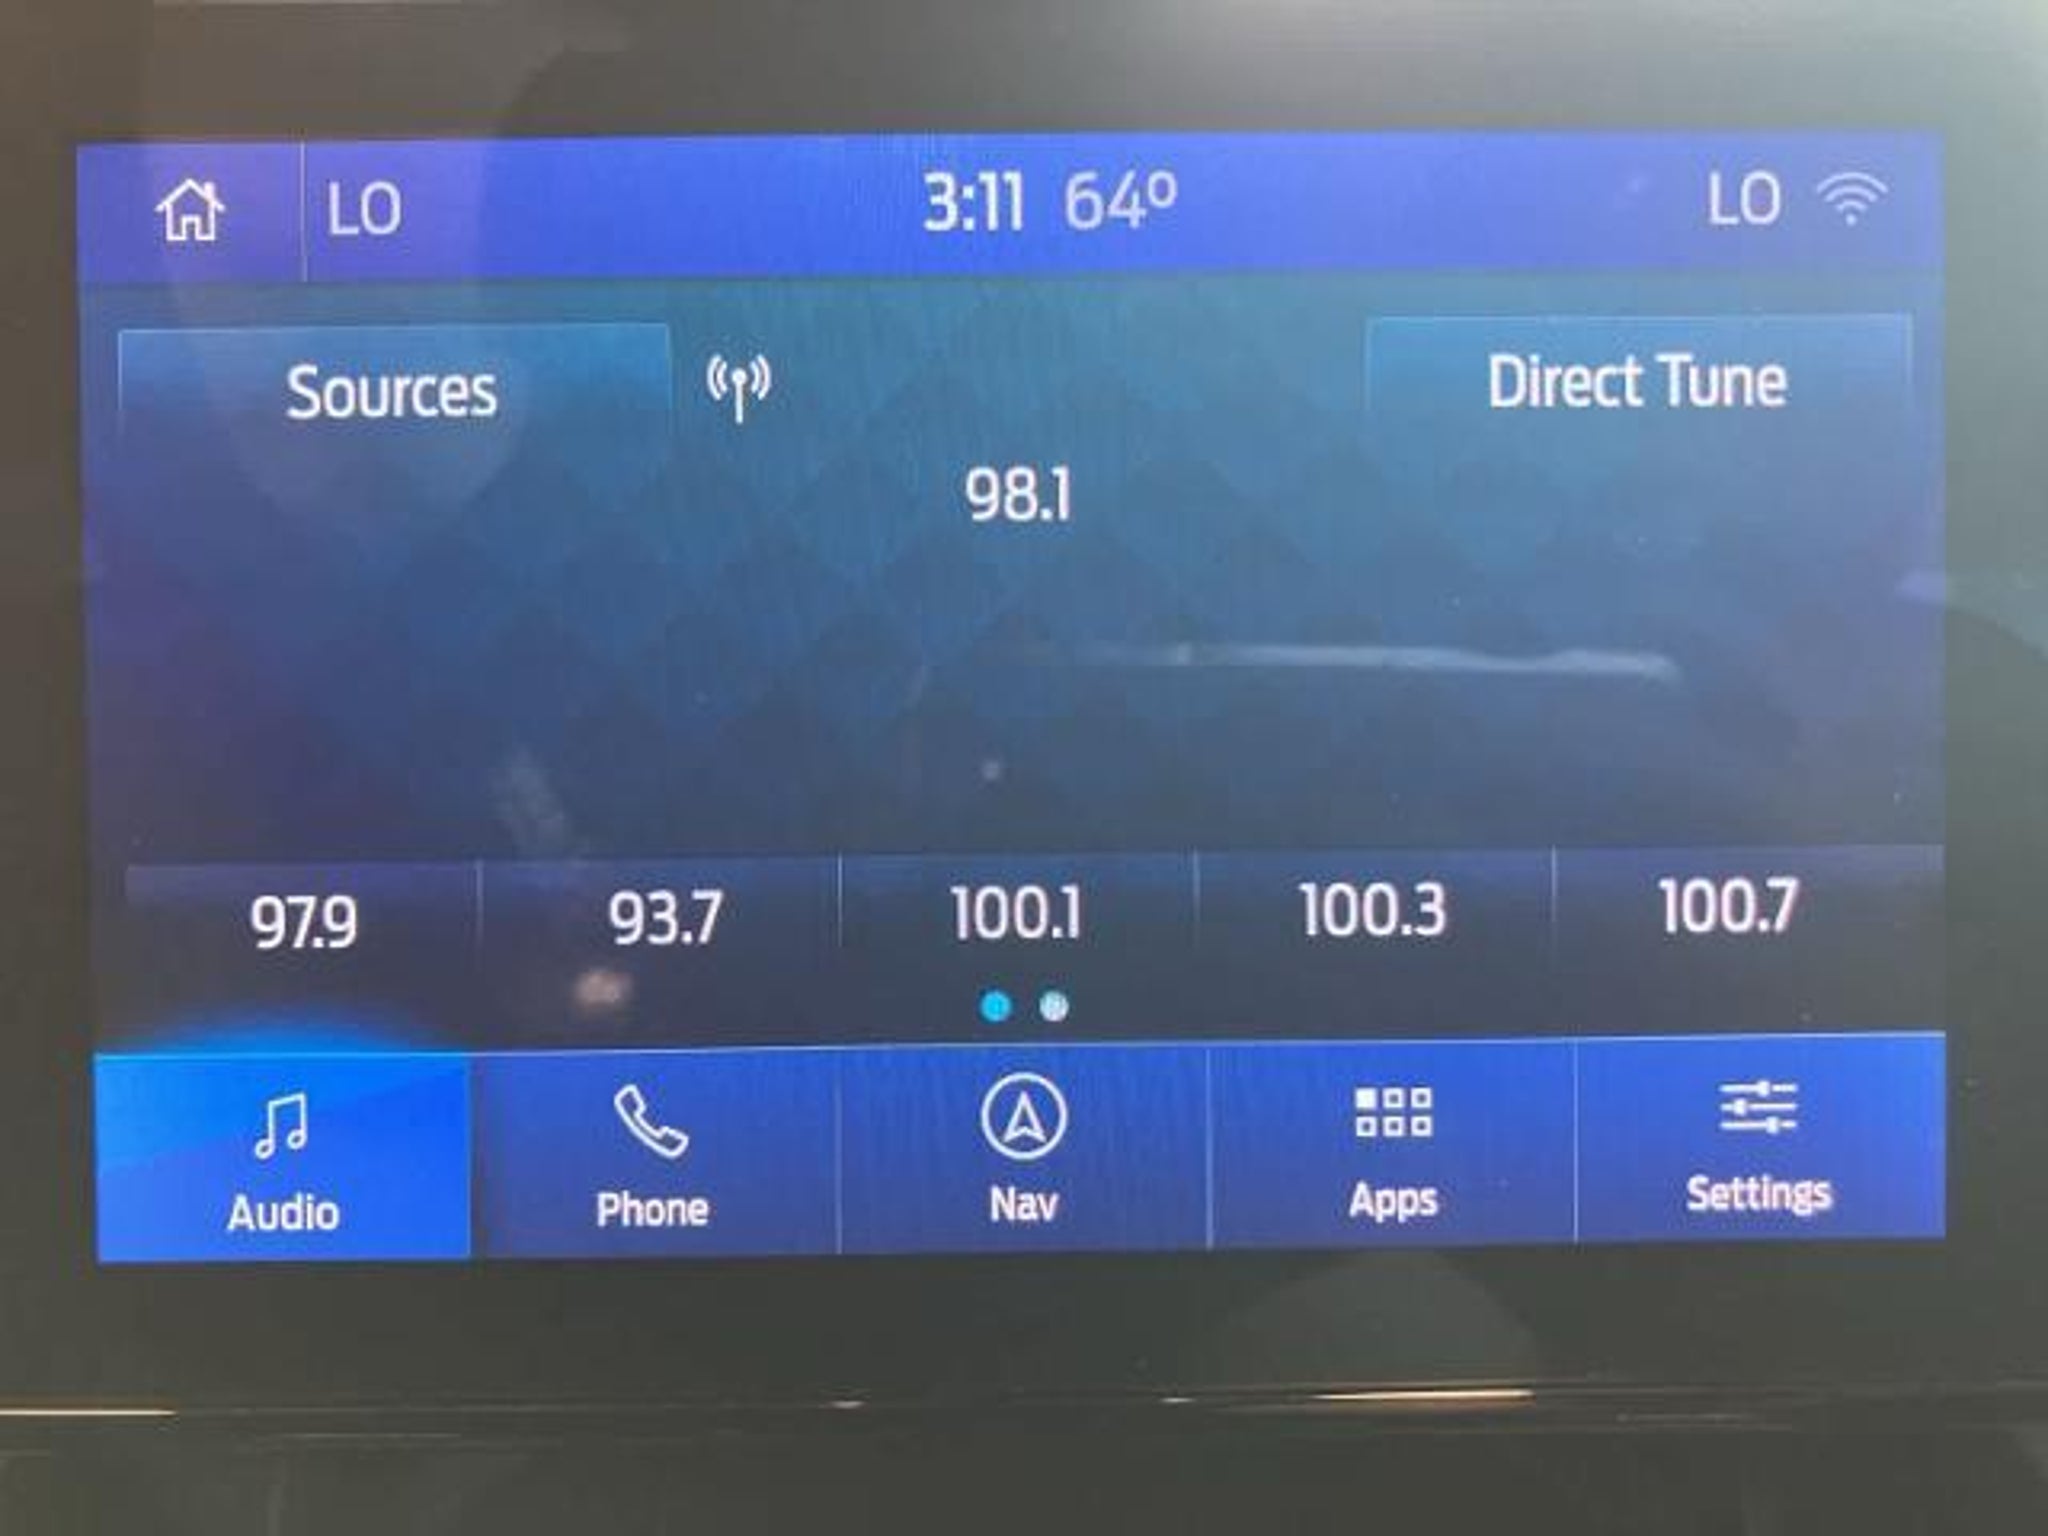 LO 3:11 64° LO
Sources Direct Tune
98.1
97.9 93.7 100.1 100.3 100.7
Audio Phone Nav Apps Settings